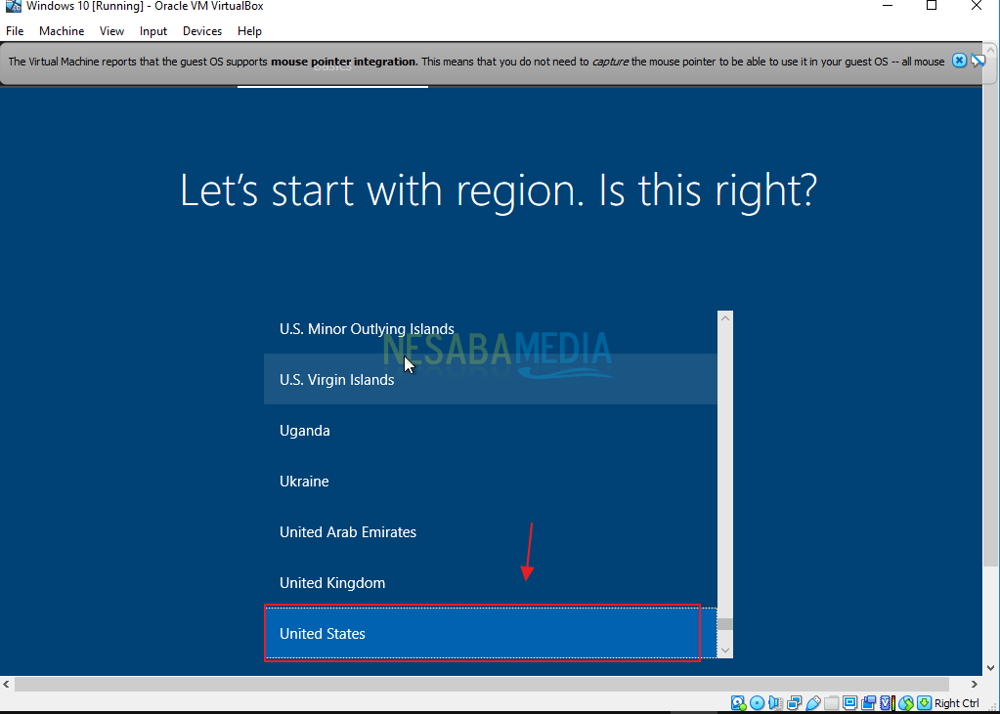 Windows 10 [Running] - Oracle VM VirtualBox
File Machine View Input Devices Help
The Virtual Machine reports that the guest OS supports mouse pointer integration. This means that you do not need to capture the mouse pointer to be able to use it in your guest OS -- all mouse
Basics
Let's start with region. Is this right?
U.S. Minor Outlying Islands
NESABAMEDIA
U.S. Virgin Islands
Uganda
Ukraine
United Arab Emirates
United Kingdom
United States
Right Ctrl